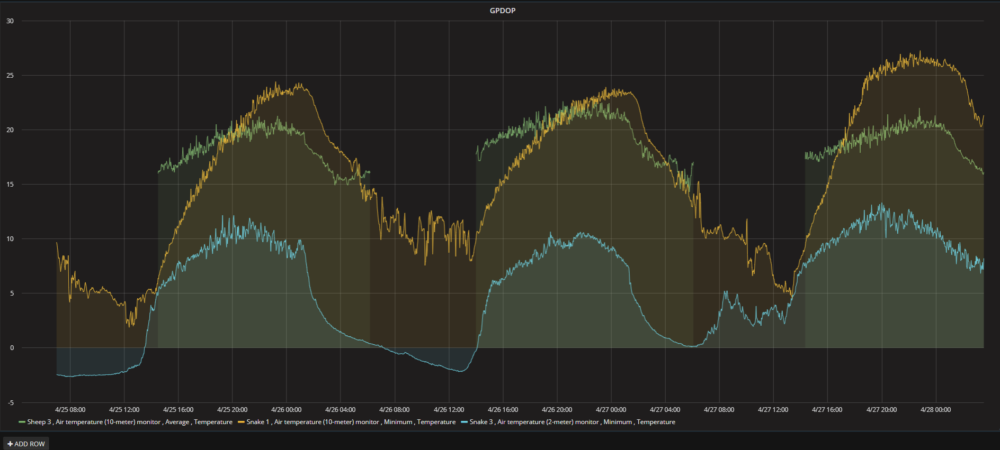 GPDOP
30
25
20
15
10
5
0
-5
4/25 08:00 4/25 12:00 4/25 16:00 4/25 20:00 4/26 00:00 4/26 04:00 4/26 08:00 4/26 12:00 4/26 16:00 4/26 20:00 4/27 00:00 4/27 04:00 4/27 08:00 4/27 12:00 4/27 16:00 4/27 20:00 4/28 00:00
Sheep 3 , Air temperature (10-meter) monitor , Average , Temperature Snake 1 , Air temperature (10-meter) monitor , Minimum , Temperature Snake 3 , Air temperature (2-meter) monitor , Minimum , Temperature
+ ADD ROW